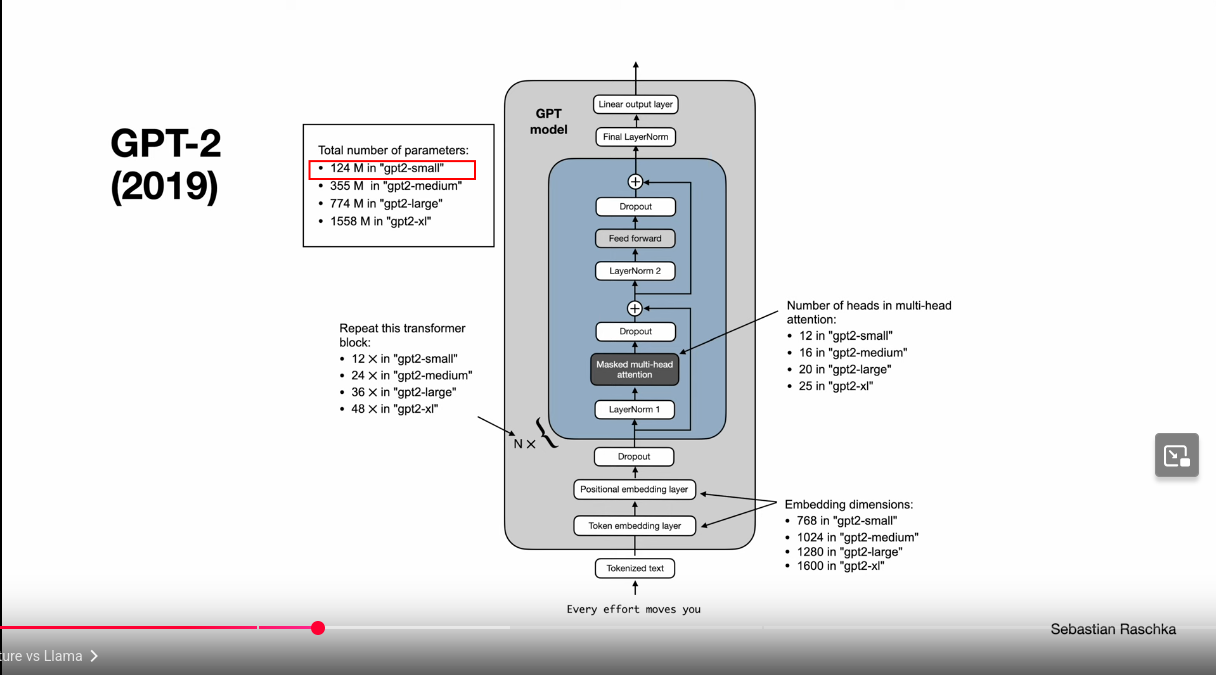 GPT-2
(2019)
Total number of parameters:
• 124 M in "gpt2-small"
• 355 M in "gpt2-medium"
• 774 M in "gpt2-large"
• 1558 M in "gpt2-xl"
Repeat this transformer
block:
• 12 × in "gpt2-small"
• 24 × in "gpt2-medium"
• 36 × in "gpt2-large"
• 48 × in "gpt2-xl"
N ×
GPT
model
Linear output layer
Final LayerNorm
Dropout
Feed forward
LayerNorm 2
Dropout
Masked multi-head
attention
LayerNorm 1
Dropout
Positional embedding layer
Token embedding layer
Tokenized text
Every effort moves you
Number of heads in multi-head
attention:
• 12 in "gpt2-small"
• 16 in "gpt2-medium"
• 20 in "gpt2-large"
• 25 in "gpt2-xl"
Embedding dimensions:
• 768 in "gpt2-small"
• 1024 in "gpt2-medium"
• 1280 in "gpt2-large"
• 1600 in "gpt2-xl"
Sebastian Raschka
ture vs Llama